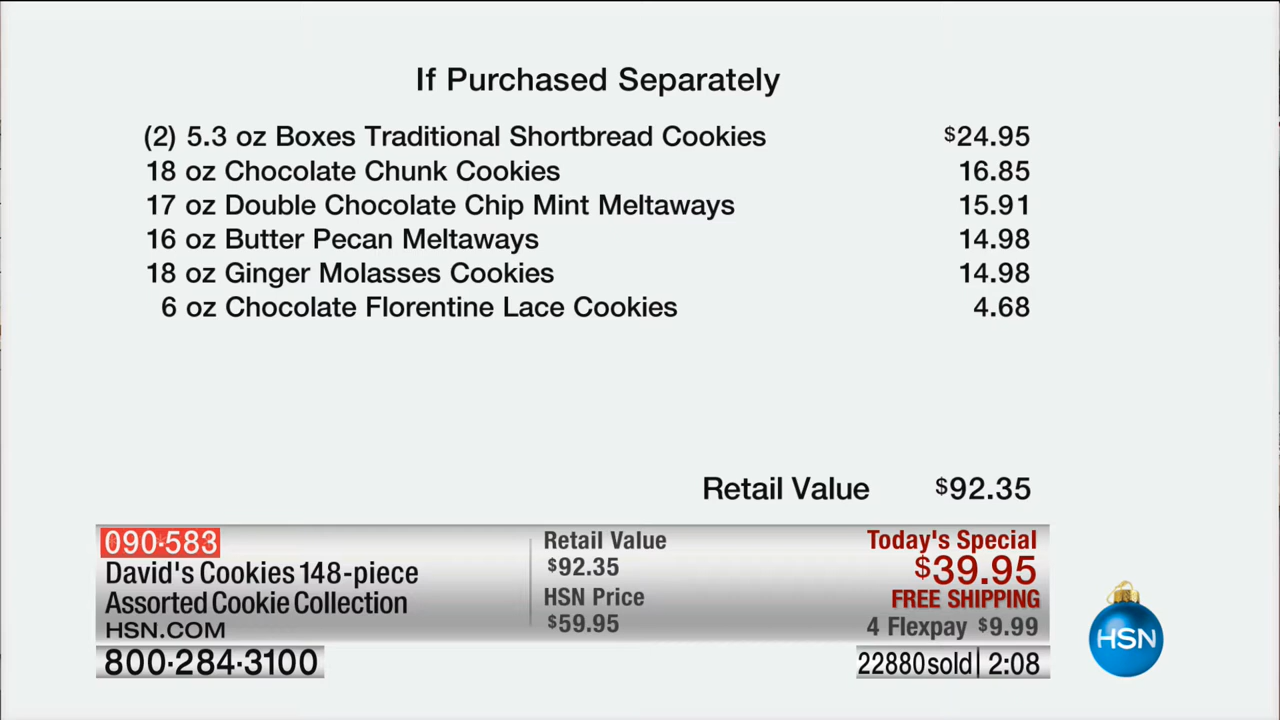 If Purchased Separately
(2) 5.3 oz Boxes Traditional Shortbread Cookies $24.95
18 oz Chocolate Chunk Cookies 16.85
17 oz Double Chocolate Chip Mint Meltaways 15.91
16 oz Butter Pecan Meltaways 14.98
18 oz Ginger Molasses Cookies 14.98
6 oz Chocolate Florentine Lace Cookies 4.68
Retail Value $92.35
090·583
David's Cookies 148-piece
Assorted Cookie Collection
HSN.COM
800·284·3100
Retail Value
$92.35
HSN Price
$59.95
Today's Special
$39.95
FREE SHIPPING
4 Flexpay $9.99
22880 sold 2:08
HSN